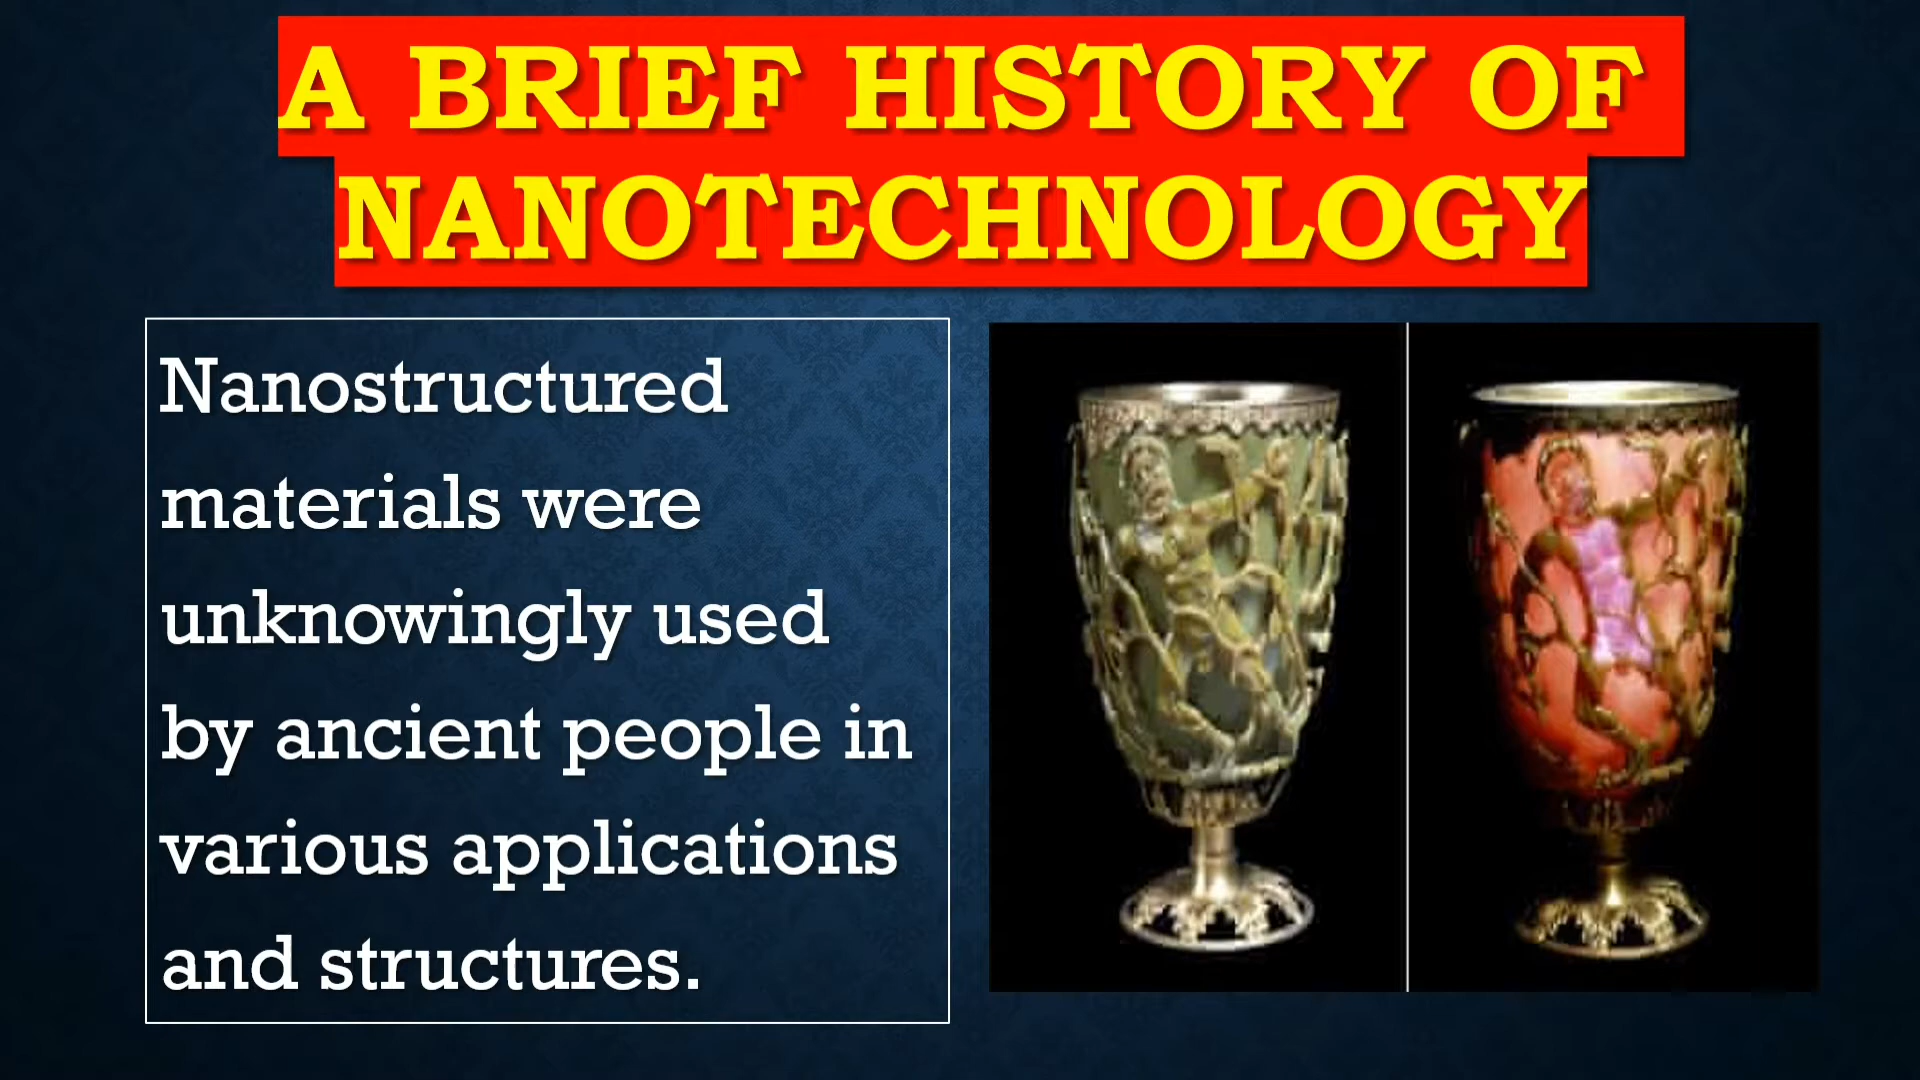 A BRIEF HISTORY OF
NANOTECHNOLOGY
Nanostructured
materials were
unknowingly used
by ancient people in
various applications
and structures.